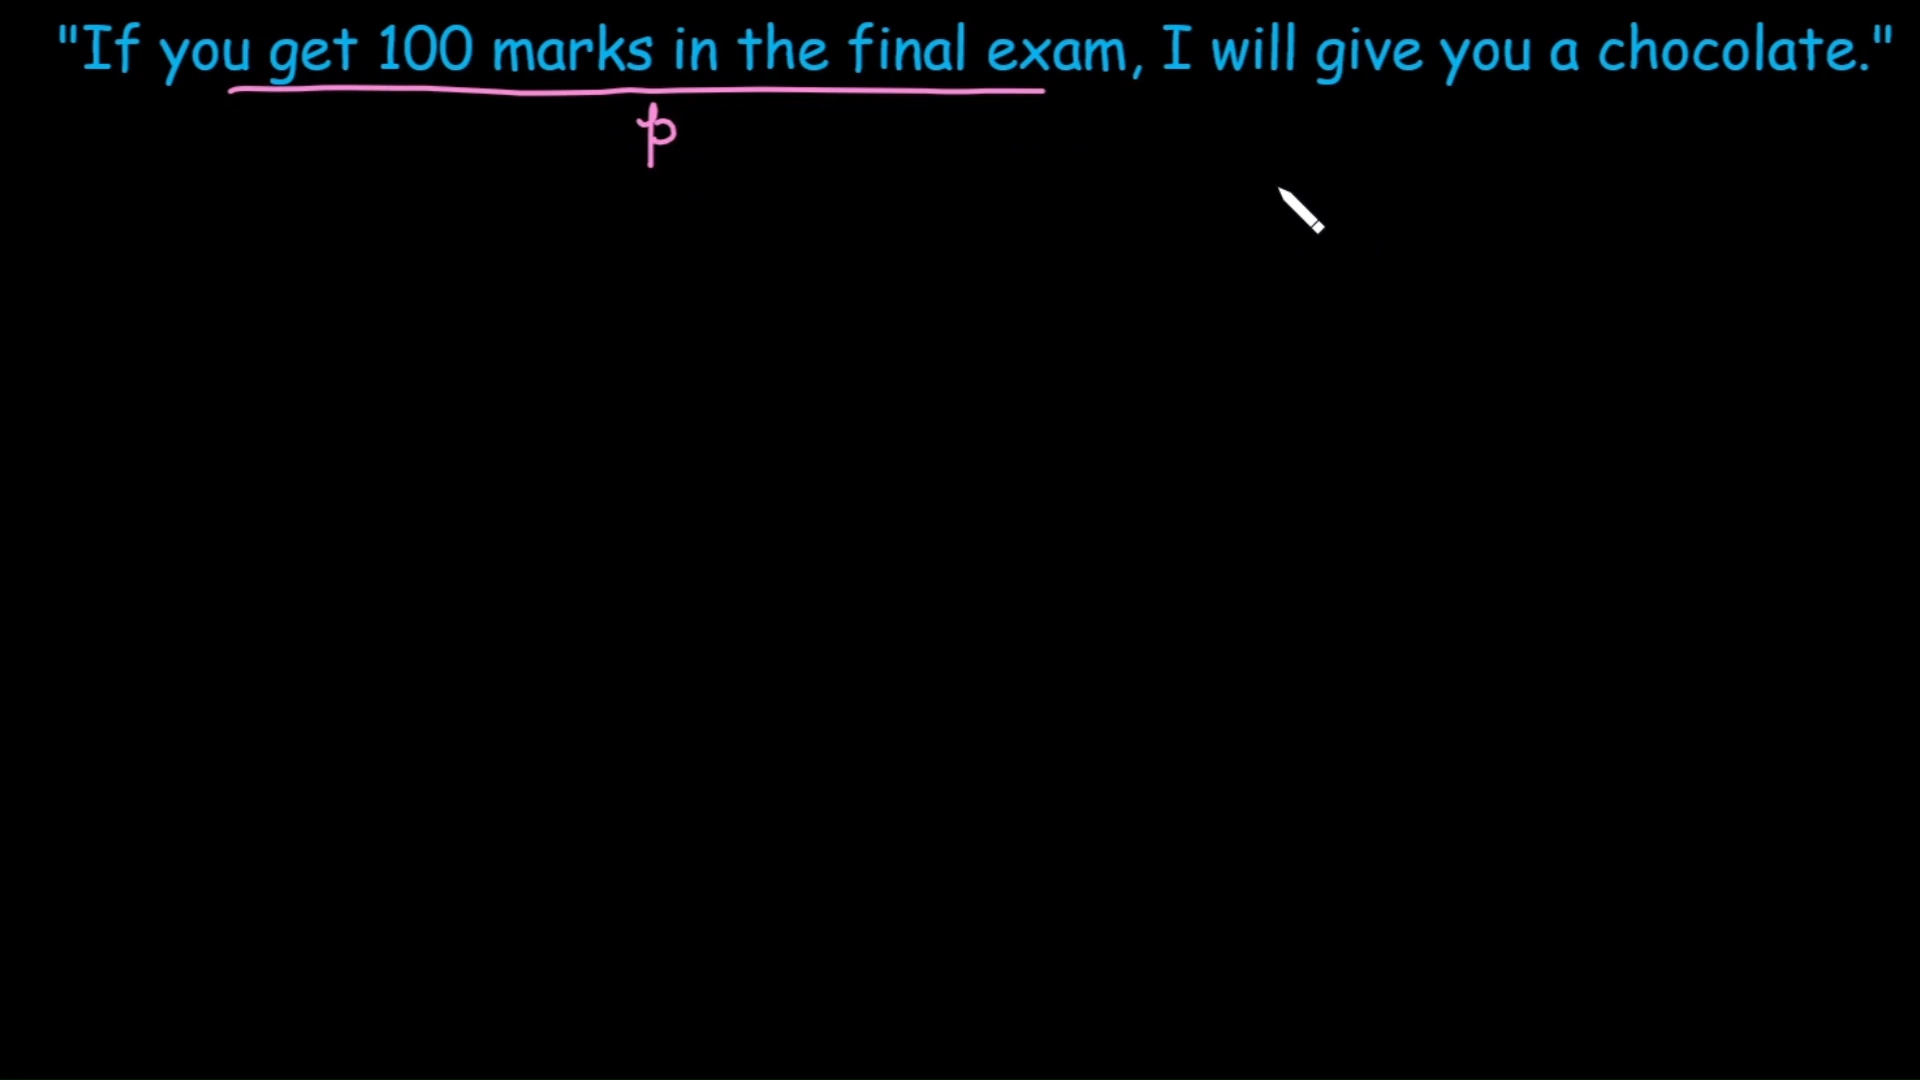 "If you get 100 marks in the final exam, I will give you a chocolate."
p